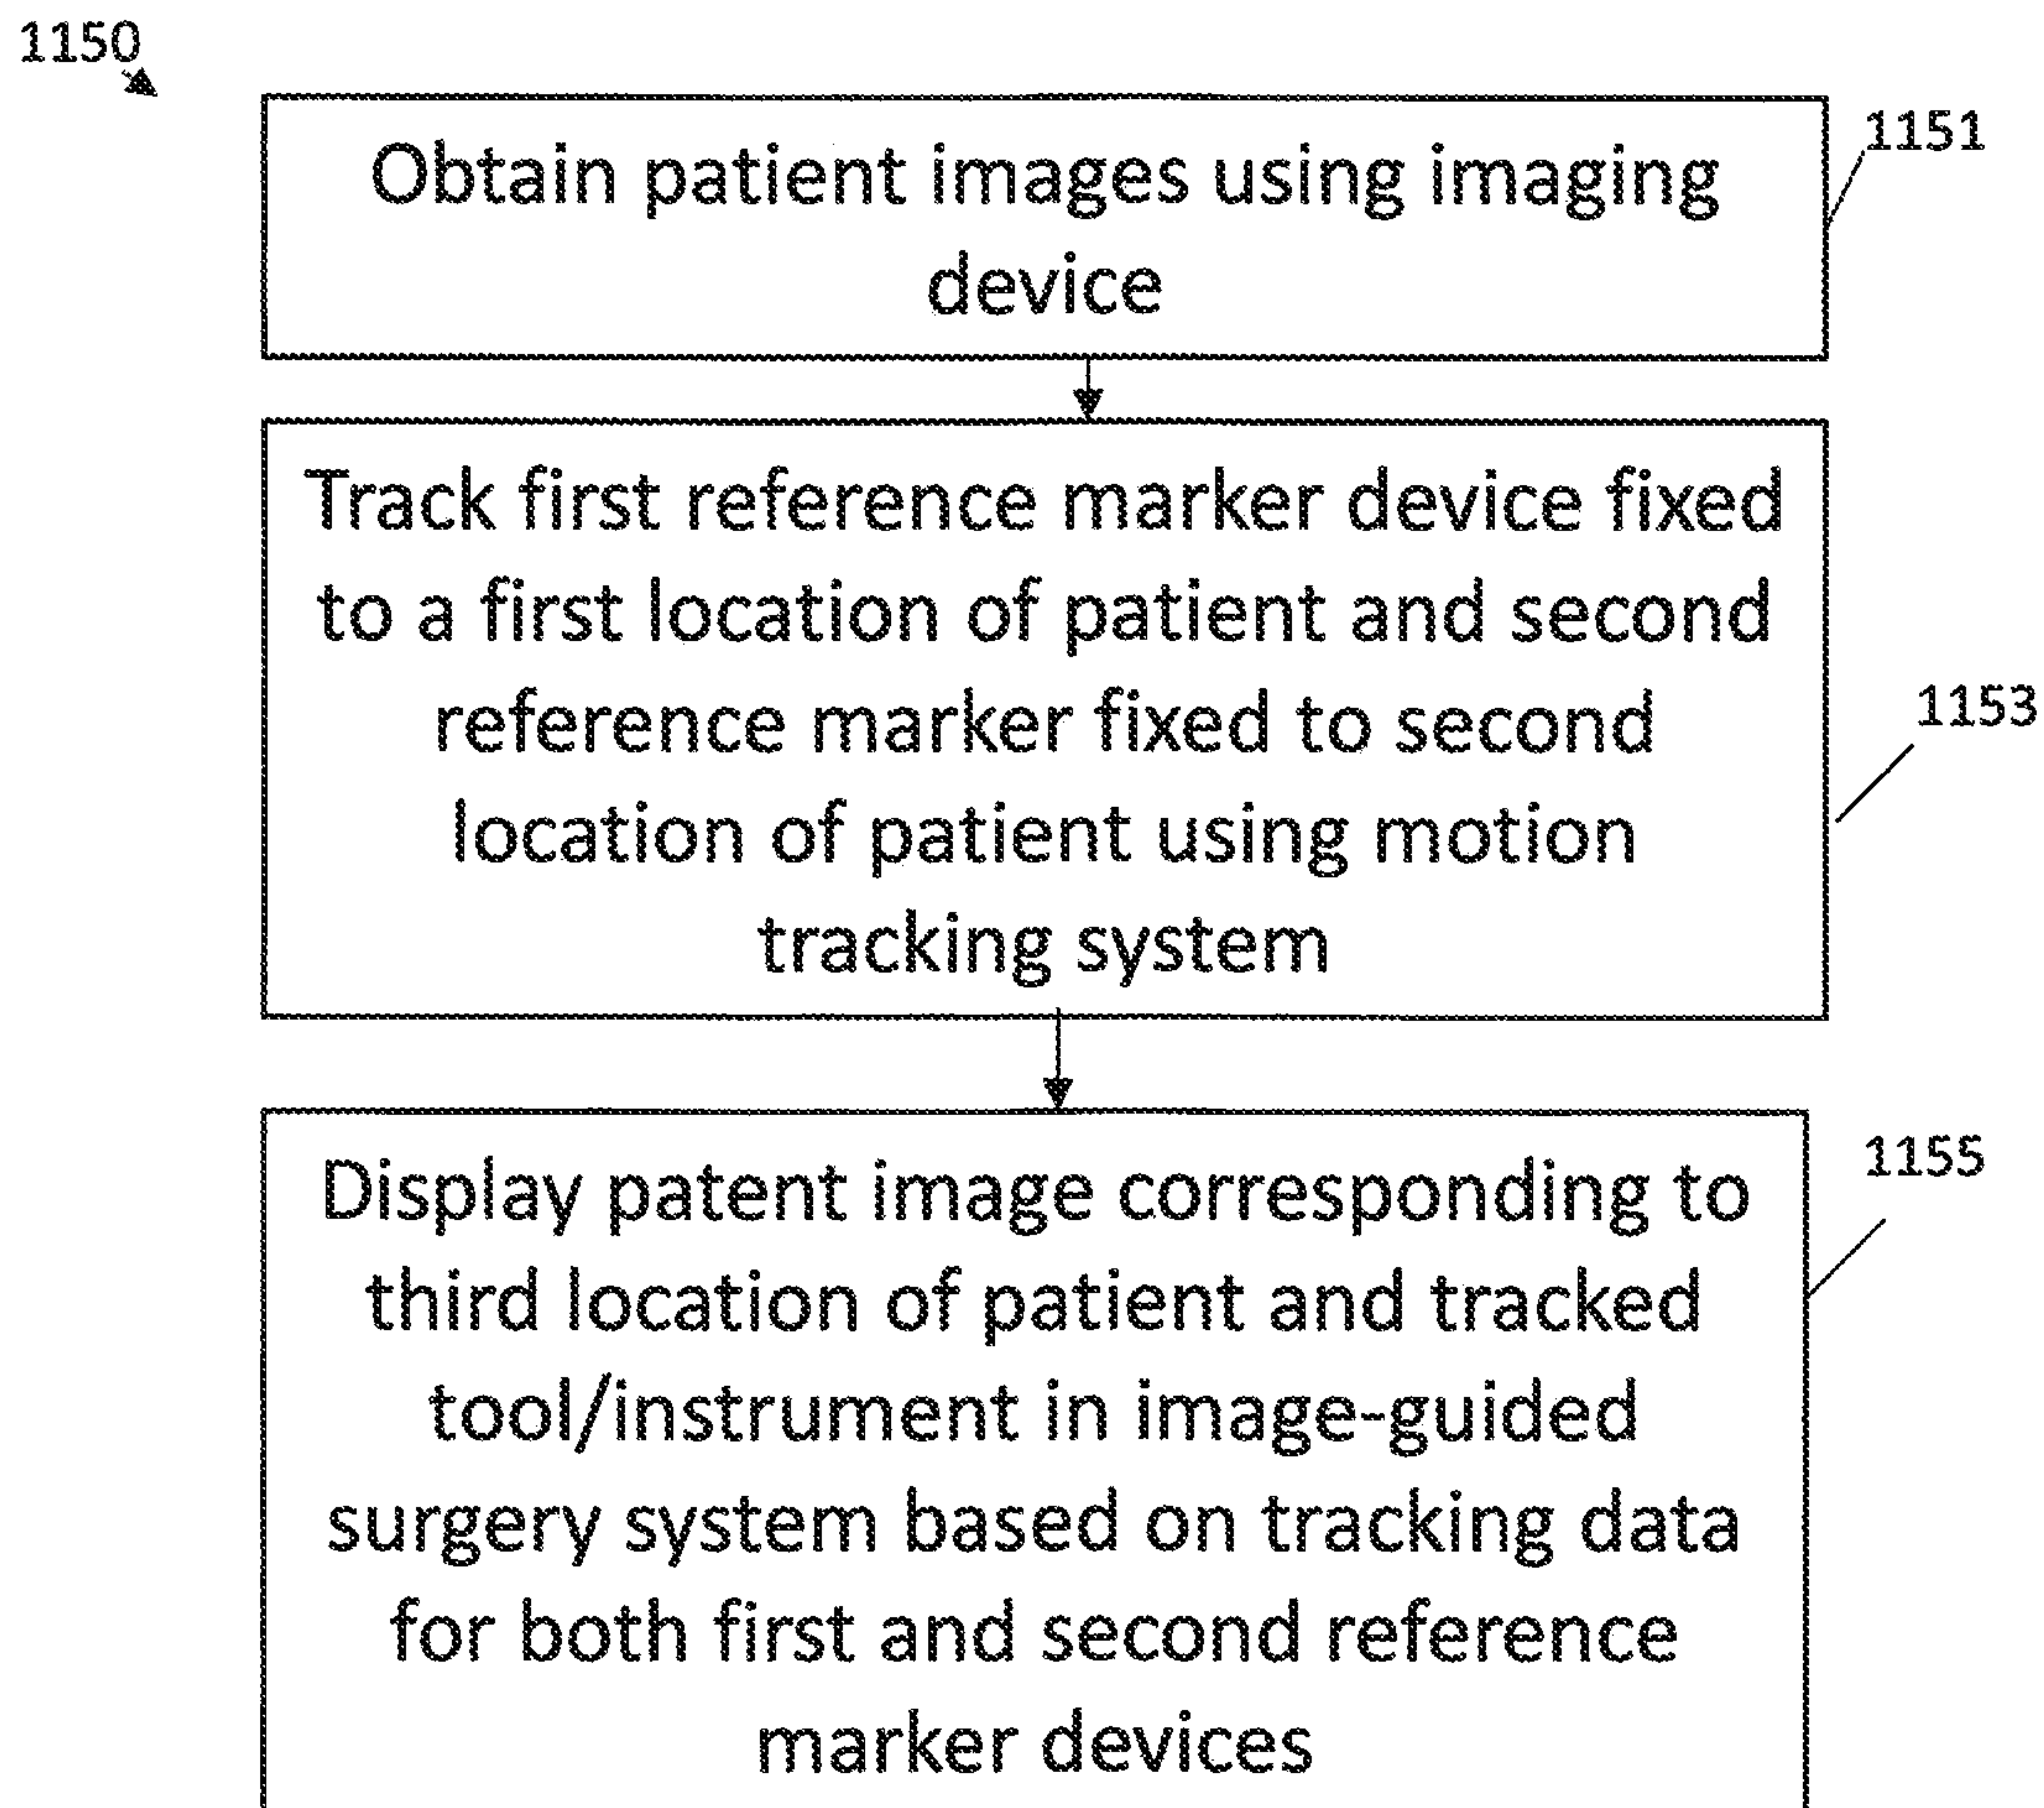 1150
Obtain patient images using imaging
device
1151
Track first reference marker device fixed
to a first location of patient and second
reference marker fixed to second
location of patient using motion
tracking system
1153
Display patent image corresponding to
third location of patient and tracked
tool/instrument in image-guided
surgery system based on tracking data
for both first and second reference
marker devices
1155